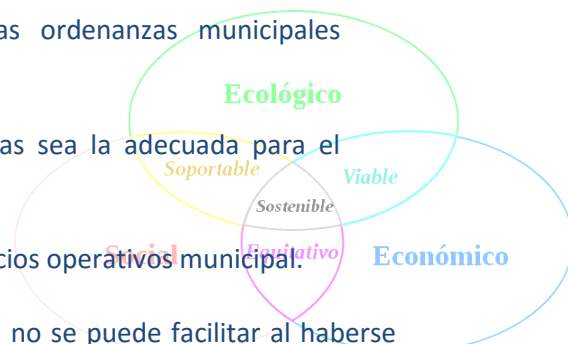 as ordenanzas municipales
Ecológico
as sea la adecuada para el
Soportable
Viable
Sostenible
Social
Equitativo
Económico
cios operativos municipal.
no se puede facilitar al haberse